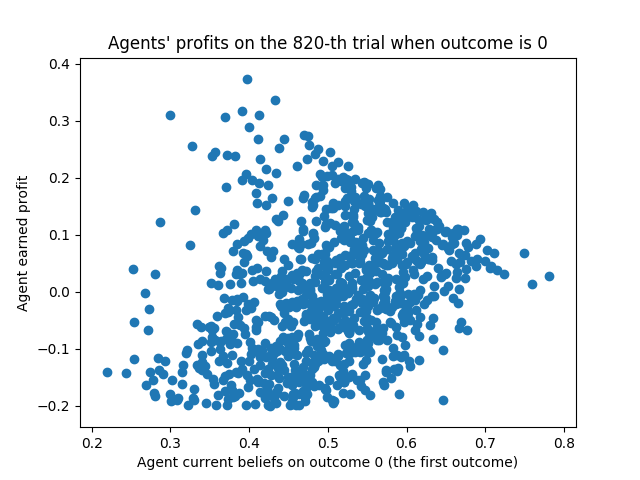 Agents' profits on the 820-th trial when outcome is 0
0.4
0.3
0.2
0.1
0.0
−0.1
−0.2
Agent earned profit
0.2 0.3 0.4 0.5 0.6 0.7 0.8
Agent current beliefs on outcome 0 (the first outcome)